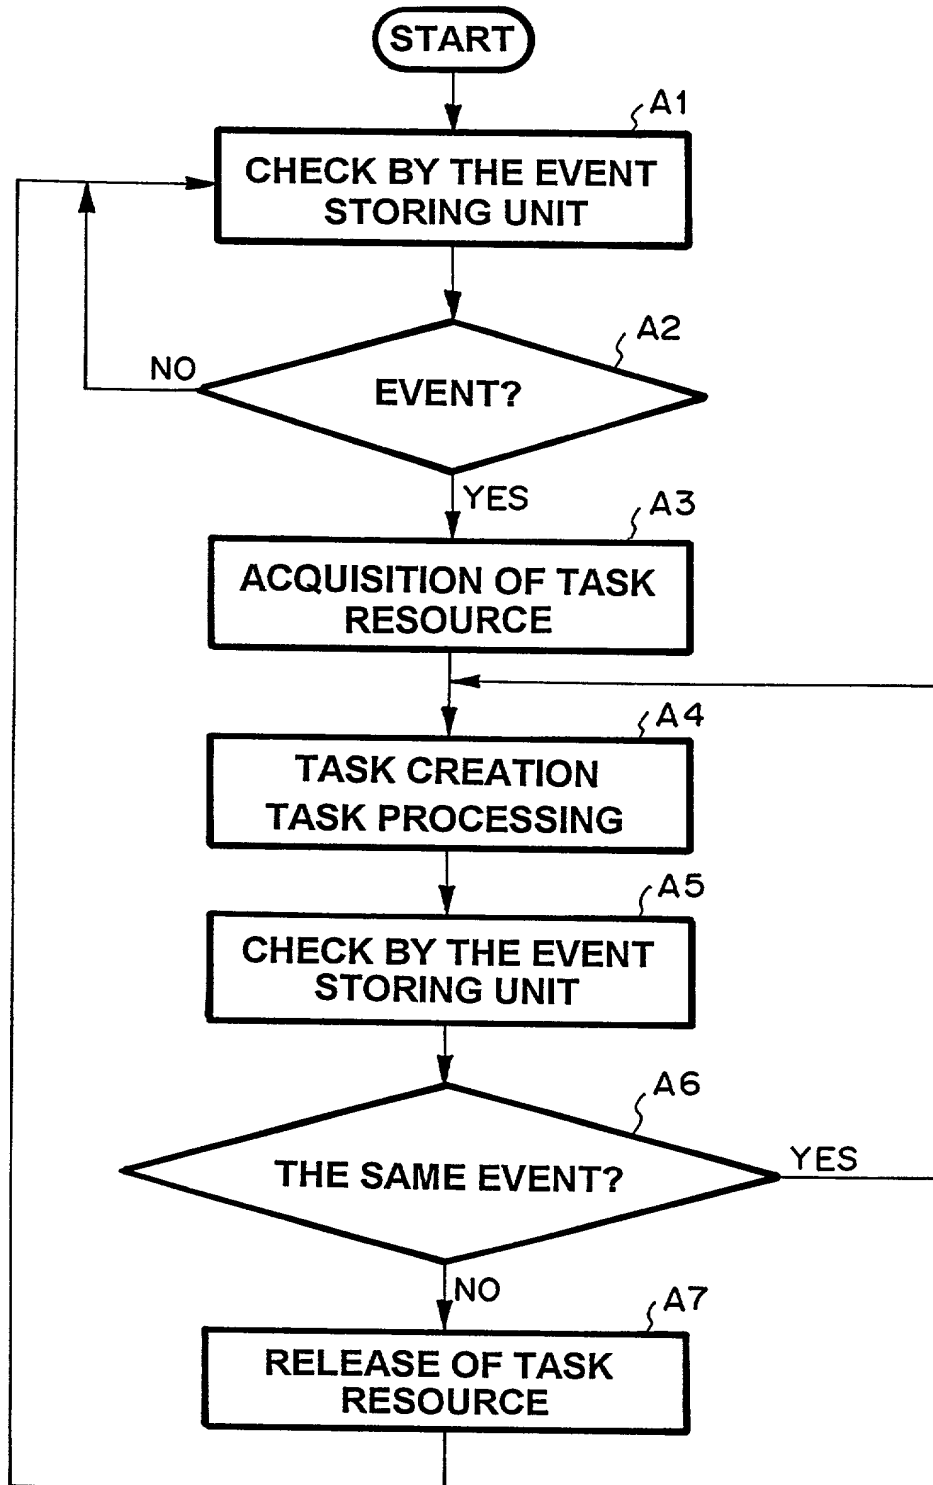 START
A1
CHECK BY THE EVENT
STORING UNIT
A2
EVENT?
NO
YES
A3
ACQUISITION OF TASK
RESOURCE
A4
TASK CREATION
TASK PROCESSING
A5
CHECK BY THE EVENT
STORING UNIT
A6
THE SAME EVENT?
YES
NO
A7
RELEASE OF TASK
RESOURCE